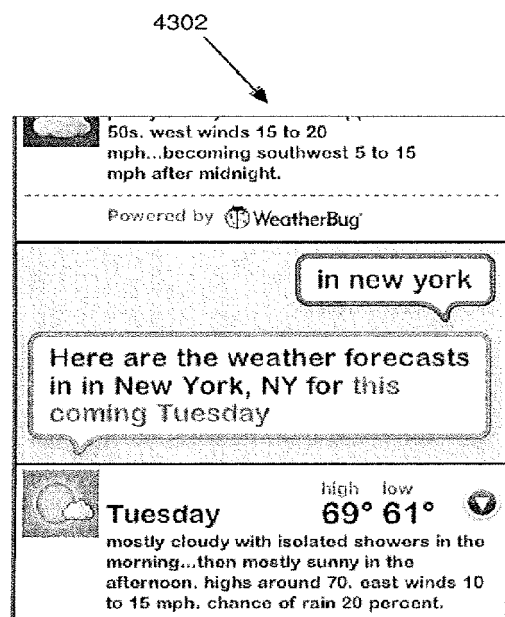 4302
50s. west winds 15 to 20
mph...becoming southwest 5 to 15
mph after midnight.
Powered by WeatherBug
in new york
Here are the weather forecasts
in in New York, NY for this
coming Tuesday
high low
Tuesday 69° 61°
mostly cloudy with isolated showers in the
morning...then mostly sunny in the
afternoon. highs around 70. east winds 10
to 15 mph. chance of rain 20 percent.